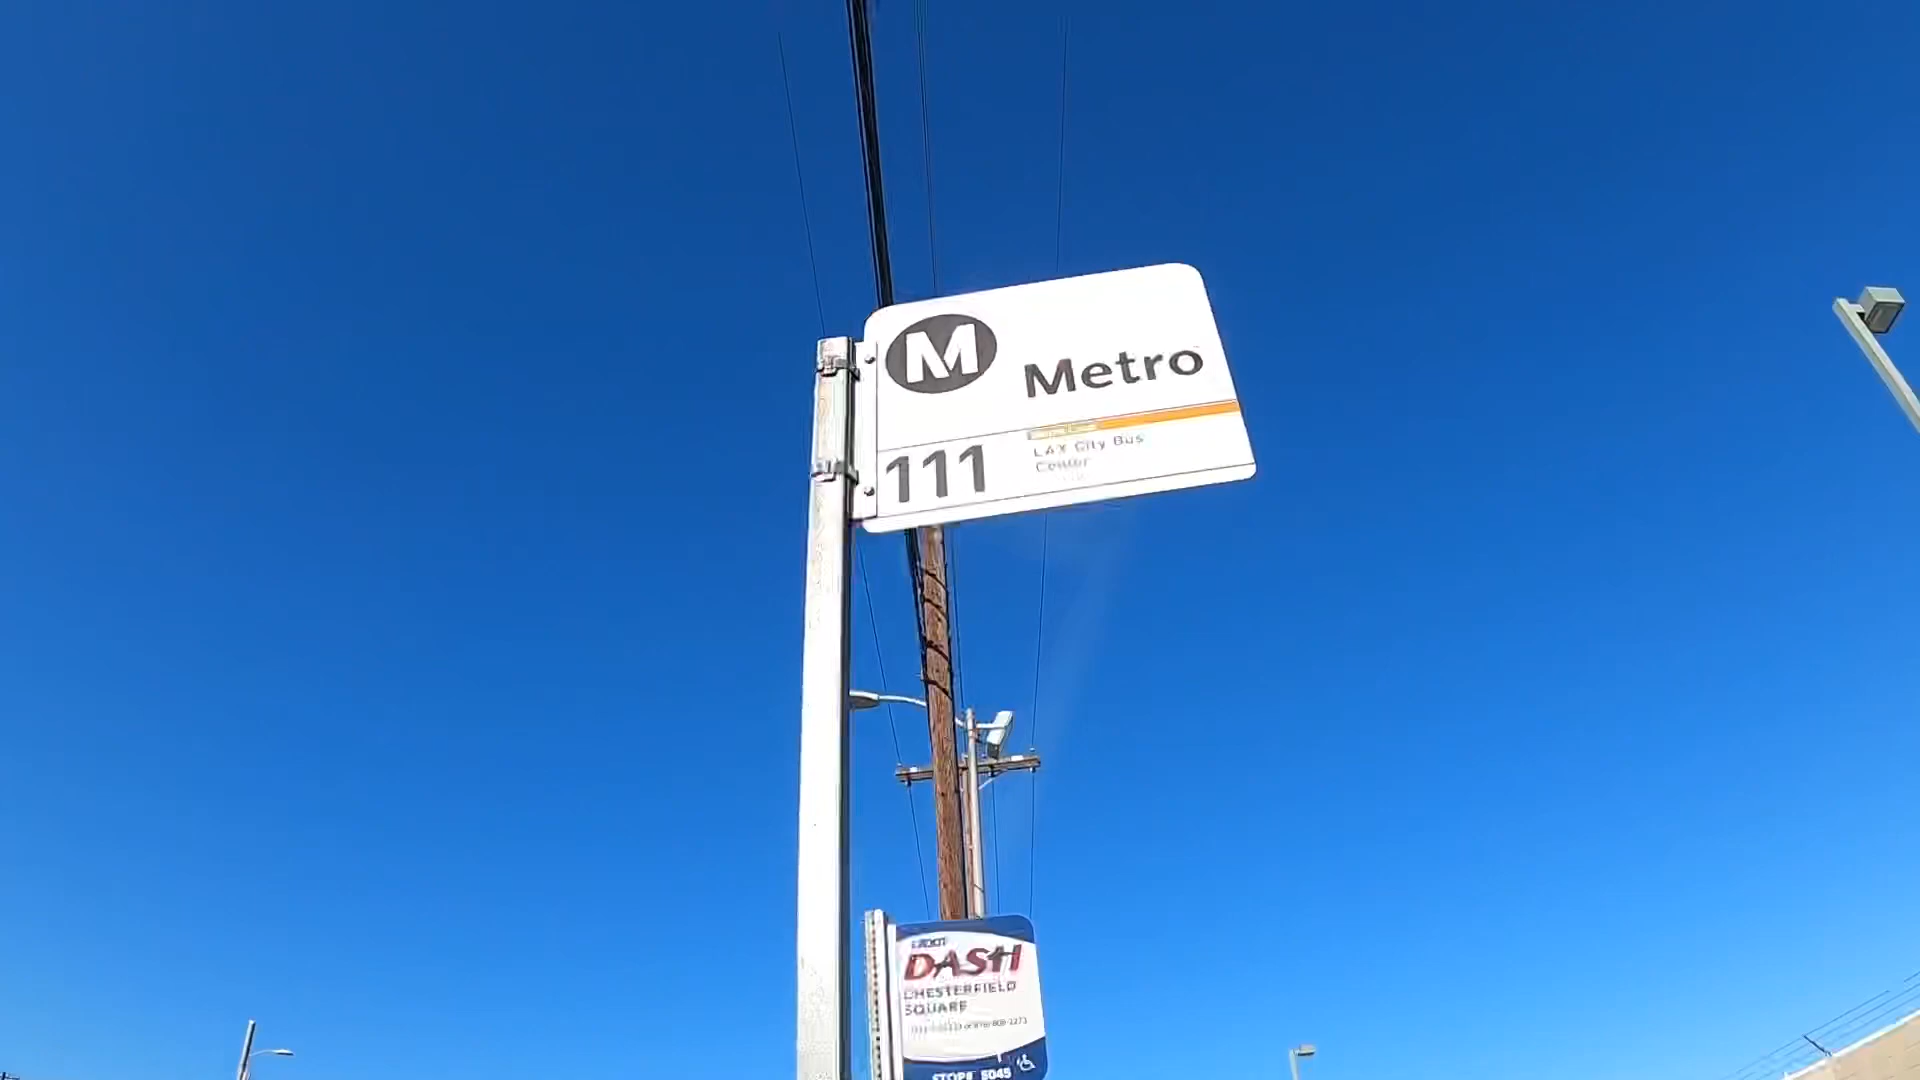 M Metro
111
LAX City Bus
Center
DASH
CHESTERFIELD
SQUARE
STOP# 5045